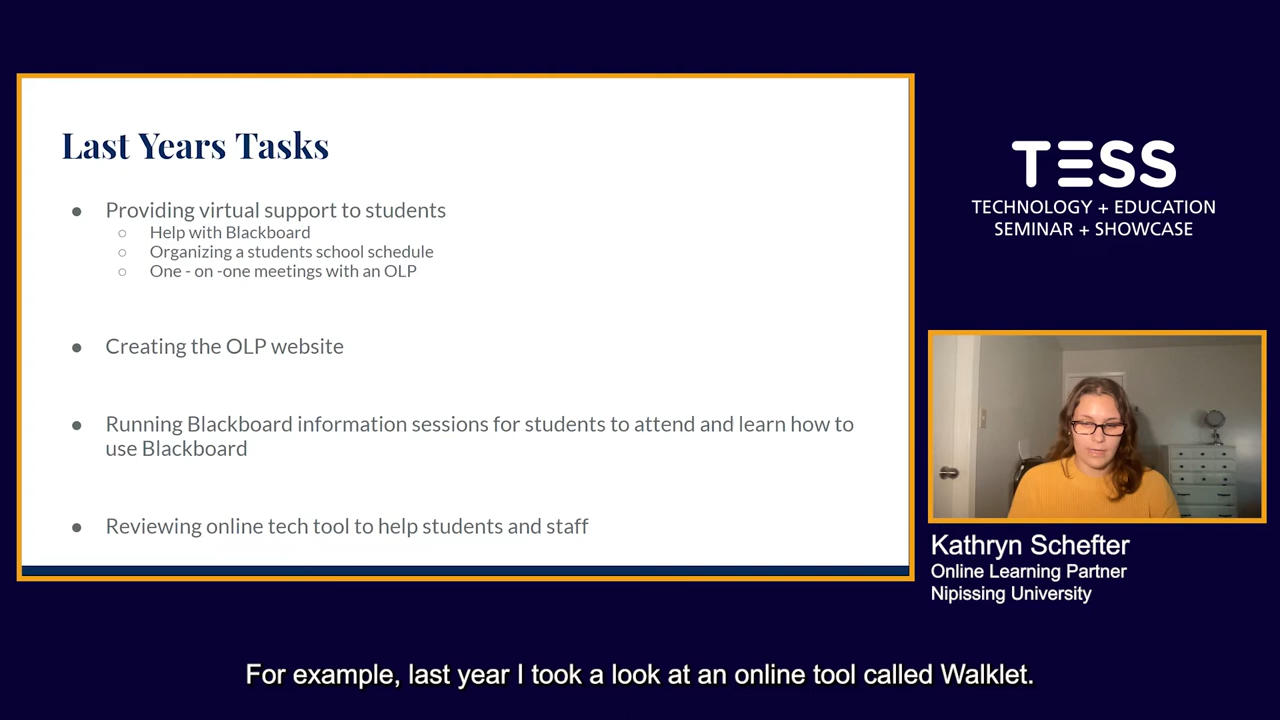 Last Years Tasks
● Providing virtual support to students
○ Help with Blackboard
○ Organizing a students school schedule
○ One - on -one meetings with an OLP
● Creating the OLP website
● Running Blackboard information sessions for students to attend and learn how to
use Blackboard
● Reviewing online tech tool to help students and staff
TESS
TECHNOLOGY + EDUCATION
SEMINAR + SHOWCASE
Kathryn Schefter
Online Learning Partner
Nipissing University
For example, last year I took a look at an online tool called Walklet.